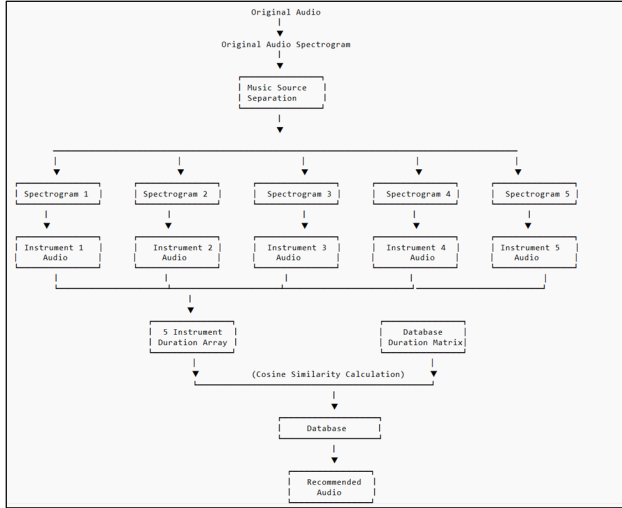 Original Audio
Original Audio Spectrogram
Music Source
Separation
Spectrogram 1 Spectrogram 2 Spectrogram 3 Spectrogram 4 Spectrogram 5
Instrument 1 Instrument 2 Instrument 3 Instrument 4 Instrument 5
Audio Audio Audio Audio Audio
5 Instrument Database
Duration Array Duration Matrix
(Cosine Similarity Calculation)
Database
Recommended
Audio